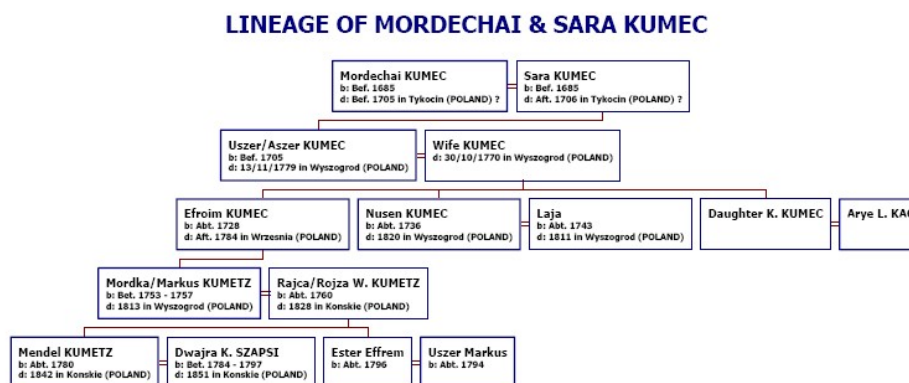 LINEAGE OF MORDECHAI & SARA KUMEC
Mordechai KUMEC
b: Bef. 1685
d: Bef. 1705 in Tykocin (POLAND) ?
Sara KUMEC
b: Bef. 1685
d: Aft. 1706 in Tykocin (POLAND) ?
Uszer/Aszer KUMEC
b: Bef. 1705
d: 13/11/1779 in Wyszogrod (POLAND)
Wife KUMEC
d: 30/10/1770 in Wyszogrod (POLAND)
Efroim KUMEC
b: Abt. 1728
d: Aft. 1784 in Wrzesnia (POLAND)
Nusen KUMEC
b: Abt. 1736
d: 1820 in Wyszogrod (POLAND)
Laja
b: Abt. 1743
d: 1811 in Wyszogrod (POLAND)
Daughter K. KUMEC
Arye L.
Mordka/Markus KUMETZ
b: Bet. 1753 - 1757
d: 1813 in Wyszogrod (POLAND)
Rajca/Rojza W. KUMETZ
b: Abt. 1760
d: 1828 in Konskie (POLAND)
Mendel KUMETZ
b: Abt. 1780
d: 1842 in Konskie (POLAND)
Dwajra K. SZAPSI
b: Bet. 1784 - 1797
d: 1851 in Konskie (POLAND)
Ester Effrem
b: Abt. 1796
Uszer Markus
b: Abt. 1794